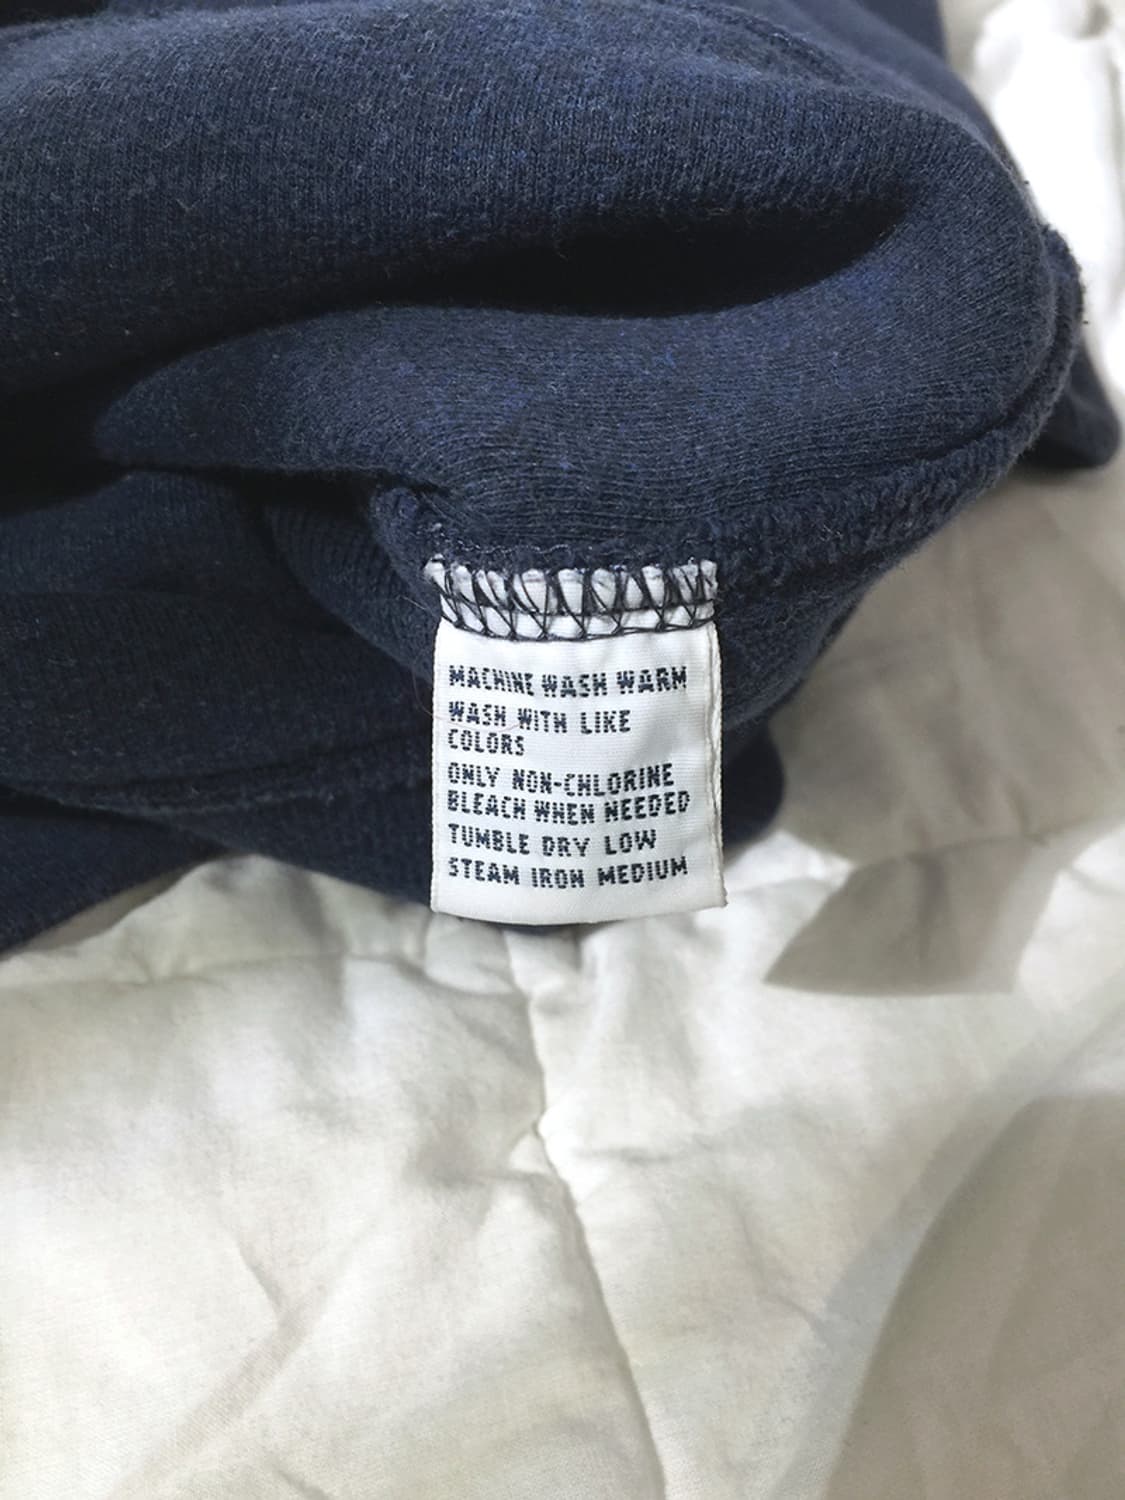 MACHINE WASH WARM
WASH WITH LIKE
COLORS
ONLY NON-CHLORINE
BLEACH WHEN NEEDED
TUMBLE DRY LOW
STEAM IRON MEDIUM